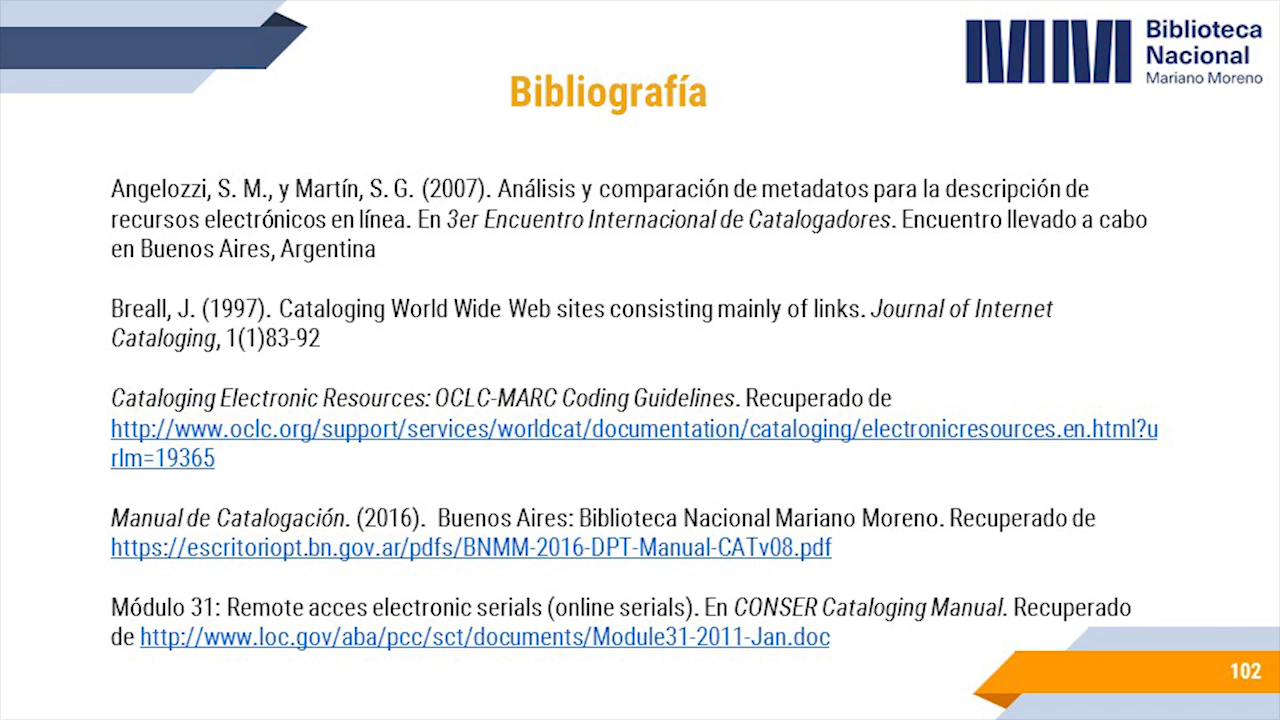 Biblioteca
Nacional
Mariano Moreno
Bibliografía
Angelozzi, S. M., y Martín, S. G. (2007). Análisis y comparación de metadatos para la descripción de
recursos electrónicos en línea. En 3er Encuentro Internacional de Catalogadores. Encuentro llevado a cabo
en Buenos Aires, Argentina
Breall, J. (1997). Cataloging World Wide Web sites consisting mainly of links. Journal of Internet
Cataloging, 1(1)83-92
Cataloging Electronic Resources: OCLC-MARC Coding Guidelines. Recuperado de
http://www.oclc.org/support/services/worldcat/documentation/cataloging/electronicresources.en.html?u
rlm=19365
Manual de Catalogación. (2016). Buenos Aires: Biblioteca Nacional Mariano Moreno. Recuperado de
https://escritoriopt.bn.gov.ar/pdfs/BNMM-2016-DPT-Manual-CATv08.pdf
Módulo 31: Remote acces electronic serials (online serials). En CONSER Cataloging Manual. Recuperado
de http://www.loc.gov/aba/pcc/sct/documents/Module31-2011-Jan.doc
102